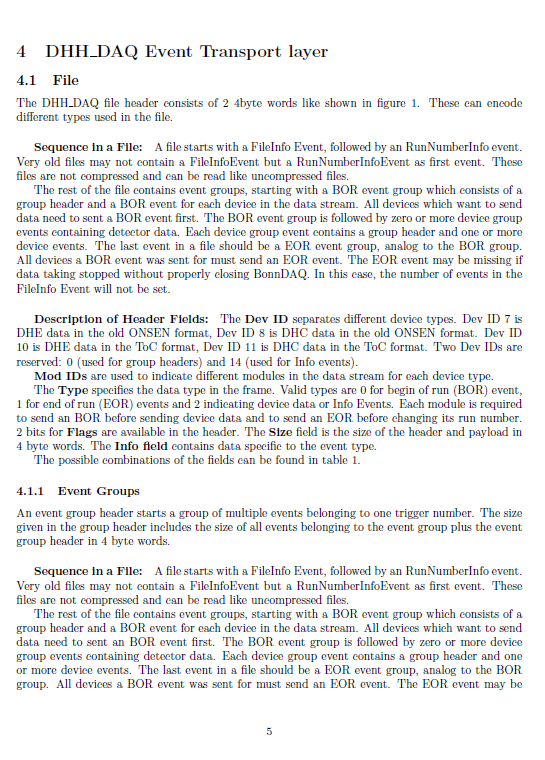 4 DHH_DAQ Event Transport layer
4.1 File
The DHH_DAQ file header consists of 2 4byte words like shown in figure 1. These can encode
different types used in the file.
Sequence in a File: A file starts with a FileInfo Event, followed by an RunNumberInfo event.
Very old files may not contain a FileInfoEvent but a RunNumberInfoEvent as first event. These
files are not compressed and can be read like uncompressed files.
The rest of the file contains event groups, starting with a BOR event group which consists of a
group header and a BOR event for each device in the data stream. All devices which want to send
data need to sent a BOR event first. The BOR event group is followed by zero or more device group
events containing detector data. Each device group event contains a group header and one or more
device events. The last event in a file should be a EOR event group, analog to the BOR group.
All devices a BOR event was sent for must send an EOR event. The EOR event may be missing if
data taking stopped without properly closing BonnDAQ. In this case, the number of events in the
FileInfo Event will not be set.
Description of Header Fields: The Dev ID separates different device types. Dev ID 7 is
DHE data in the old ONSEN format, Dev ID 8 is DHC data in the old ONSEN format. Dev ID
10 is DHE data in the ToC format, Dev ID 11 is DHC data in the ToC format. Two Dev IDs are
reserved: 0 (used for group headers) and 14 (used for Info events).
Mod IDs are used to indicate different modules in the data stream for each device type.
The Type specifies the data type in the frame. Valid types are 0 for begin of run (BOR) event,
1 for end of run (EOR) events and 2 indicating device data or Info Events. Each module is required
to send an BOR before sending device data and to send an EOR before changing its run number.
2 bits for Flags are available in the header. The Size field is the size of the header and payload in
4 byte words. The Info field contains data specific to the event type.
The possible combinations of the fields can be found in table 1.
4.1.1 Event Groups
An event group header starts a group of multiple events belonging to one trigger number. The size
given in the group header includes the size of all events belonging to the event group plus the event
group header in 4 byte words.
Sequence in a File: A file starts with a FileInfo Event, followed by an RunNumberInfo event.
Very old files may not contain a FileInfoEvent but a RunNumberInfoEvent as first event. These
files are not compressed and can be read like uncompressed files.
The rest of the file contains event groups, starting with a BOR event group which consists of a
group header and a BOR event for each device in the data stream. All devices which want to send
data need to sent an BOR event first. The BOR event group is followed by zero or more device
group events containing detector data. Each device group event contains a group header and one
or more device events. The last event in a file should be a EOR event group, analog to the BOR
group. All devices a BOR event was sent for must send an EOR event. The EOR event may be
5